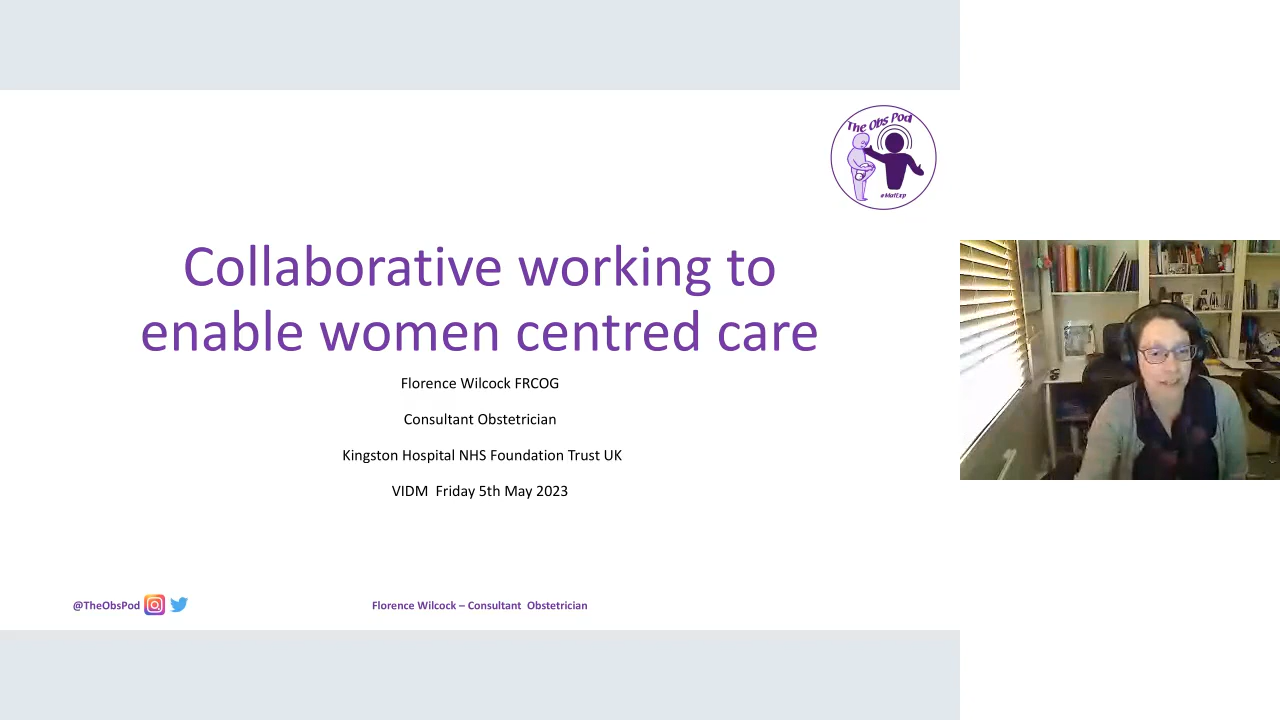 The Obs Pod
#MatExp
Collaborative working to
enable women centred care
Florence Wilcock FRCOG
Consultant Obstetrician
Kingston Hospital NHS Foundation Trust UK
VIDM  Friday 5th May 2023
@TheObsPod
Florence Wilcock – Consultant  Obstetrician